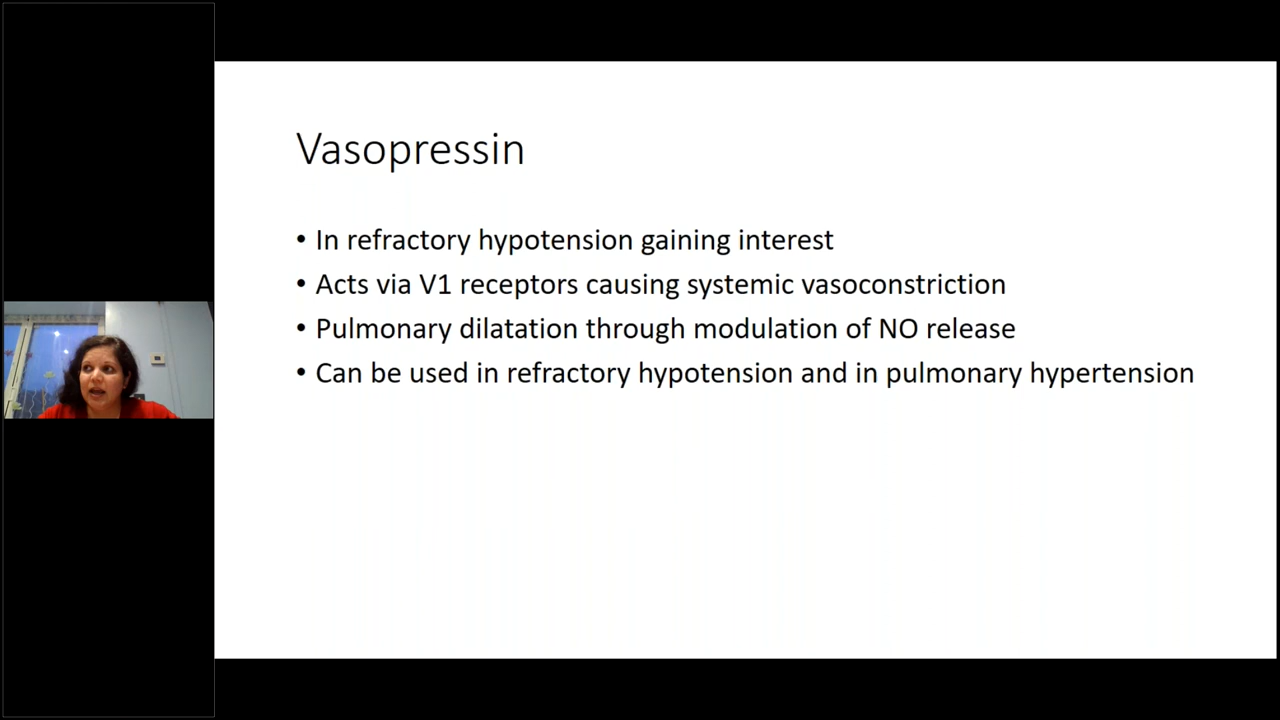 Vasopressin
• In refractory hypotension gaining interest
• Acts via V1 receptors causing systemic vasoconstriction
• Pulmonary dilatation through modulation of NO release
• Can be used in refractory hypotension and in pulmonary hypertension